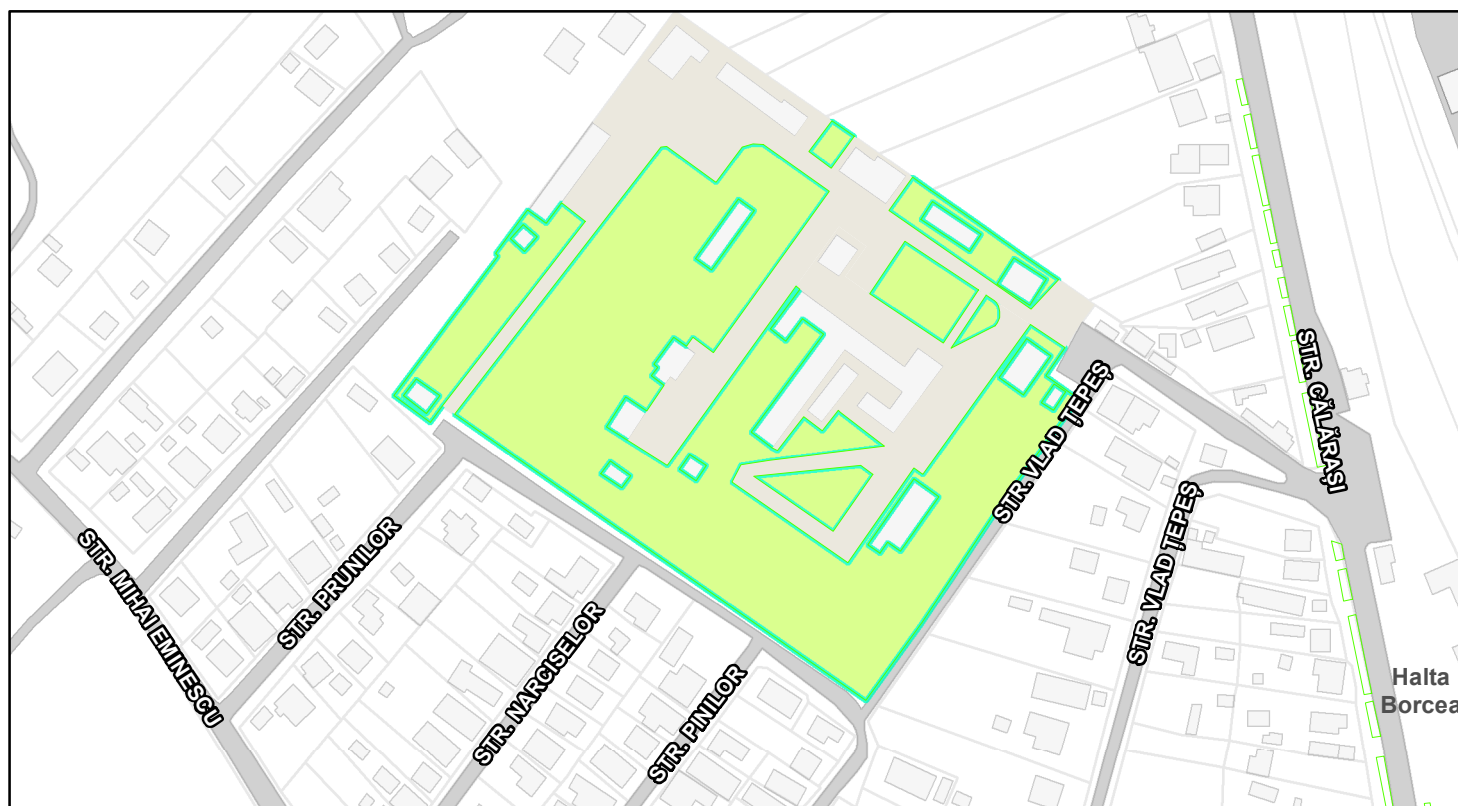 STR. CĂLĂRAȘI
STR. VLAD ȚEPEȘ
STR. VLAD ȚEPEȘ
STR. MIHAI EMINESCU
STR. PRUNILOR
STR. NARCISELOR
STR. PINILOR
Halta
Borcea